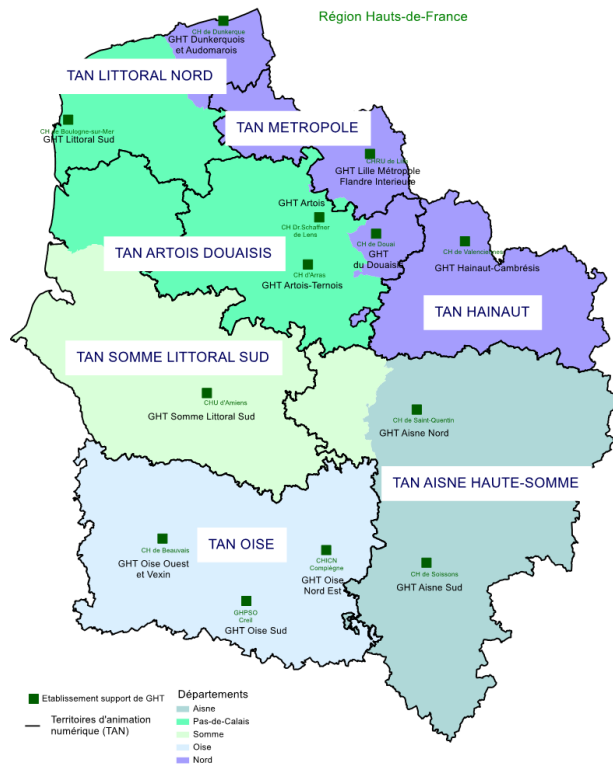 Région Hauts-de-France
CH de Dunkerque
GHT Dunkerquois
et Audomarois
TAN LITTORAL NORD
CH de Boulogne-sur-Mer
GHT Littoral Sud
TAN METROPOLE
CHRU de Lille
GHT Lille Métropole
Flandre Interieure
GHT Artois
CH Dr.Schaffner
de Lens
CH de Douai
GHT
du Douaisis
CH de Valenciennes
GHT Hainaut-Cambrésis
TAN ARTOIS DOUAISIS
CH d'Arras
GHT Artois-Ternois
TAN HAINAUT
TAN SOMME LITTORAL SUD
CHU d'Amiens
GHT Somme Littoral Sud
CH de Saint-Quentin
GHT Aisne Nord
TAN AISNE HAUTE-SOMME
TAN OISE
CH de Beauvais
GHT Oise Ouest
et Vexin
CHICN
Compiègne
GHT Oise
Nord Est
CH de Soissons
GHT Aisne Sud
GHPSO
Creil
GHT Oise Sud
Etablissement support de GHT
Territoires d'animation
numérique (TAN)
Départements
Aisne
Pas-de-Calais
Somme
Oise
Nord